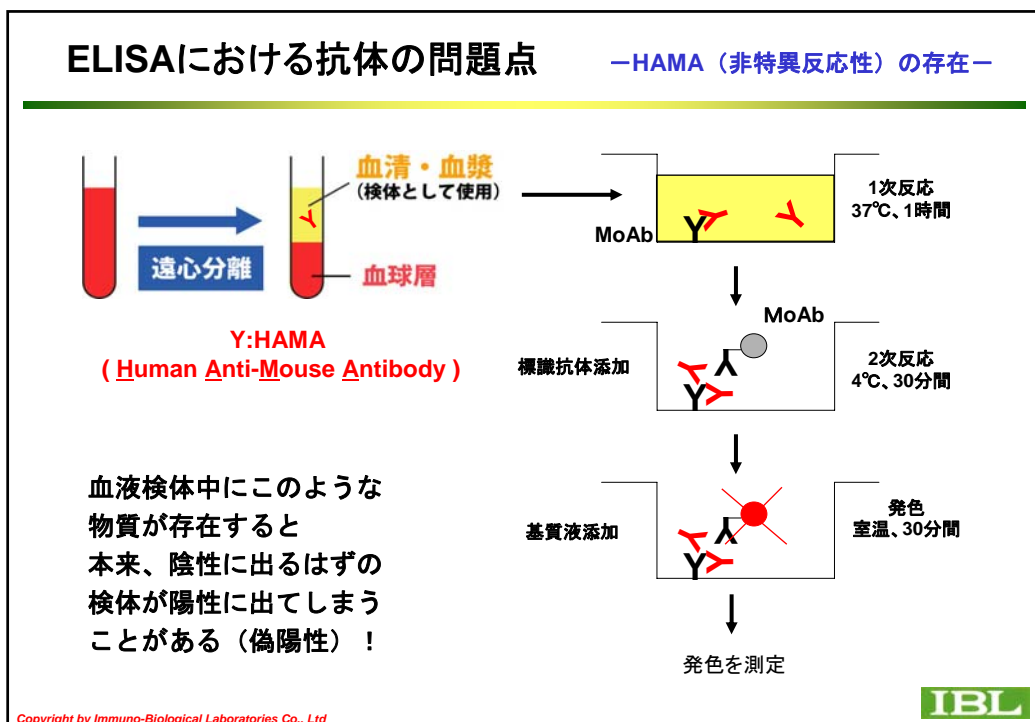 ELISAにおける抗体の問題点
－HAMA（非特異反応性）の存在－
血清・血漿
(検体として使用)
遠心分離
血球層
Y:HAMA
( Human Anti-Mouse Antibody )
血液検体中にこのような
物質が存在すると
本来、陰性に出るはずの
検体が陽性に出てしまう
ことがある（偽陽性）！
MoAb
1次反応
37℃、1時間
MoAb
標識抗体添加
2次反応
4℃、30分間
基質液添加
発色
室温、30分間
発色を測定
Copyright by Immuno-Biological Laboratories Co., Ltd
IBL